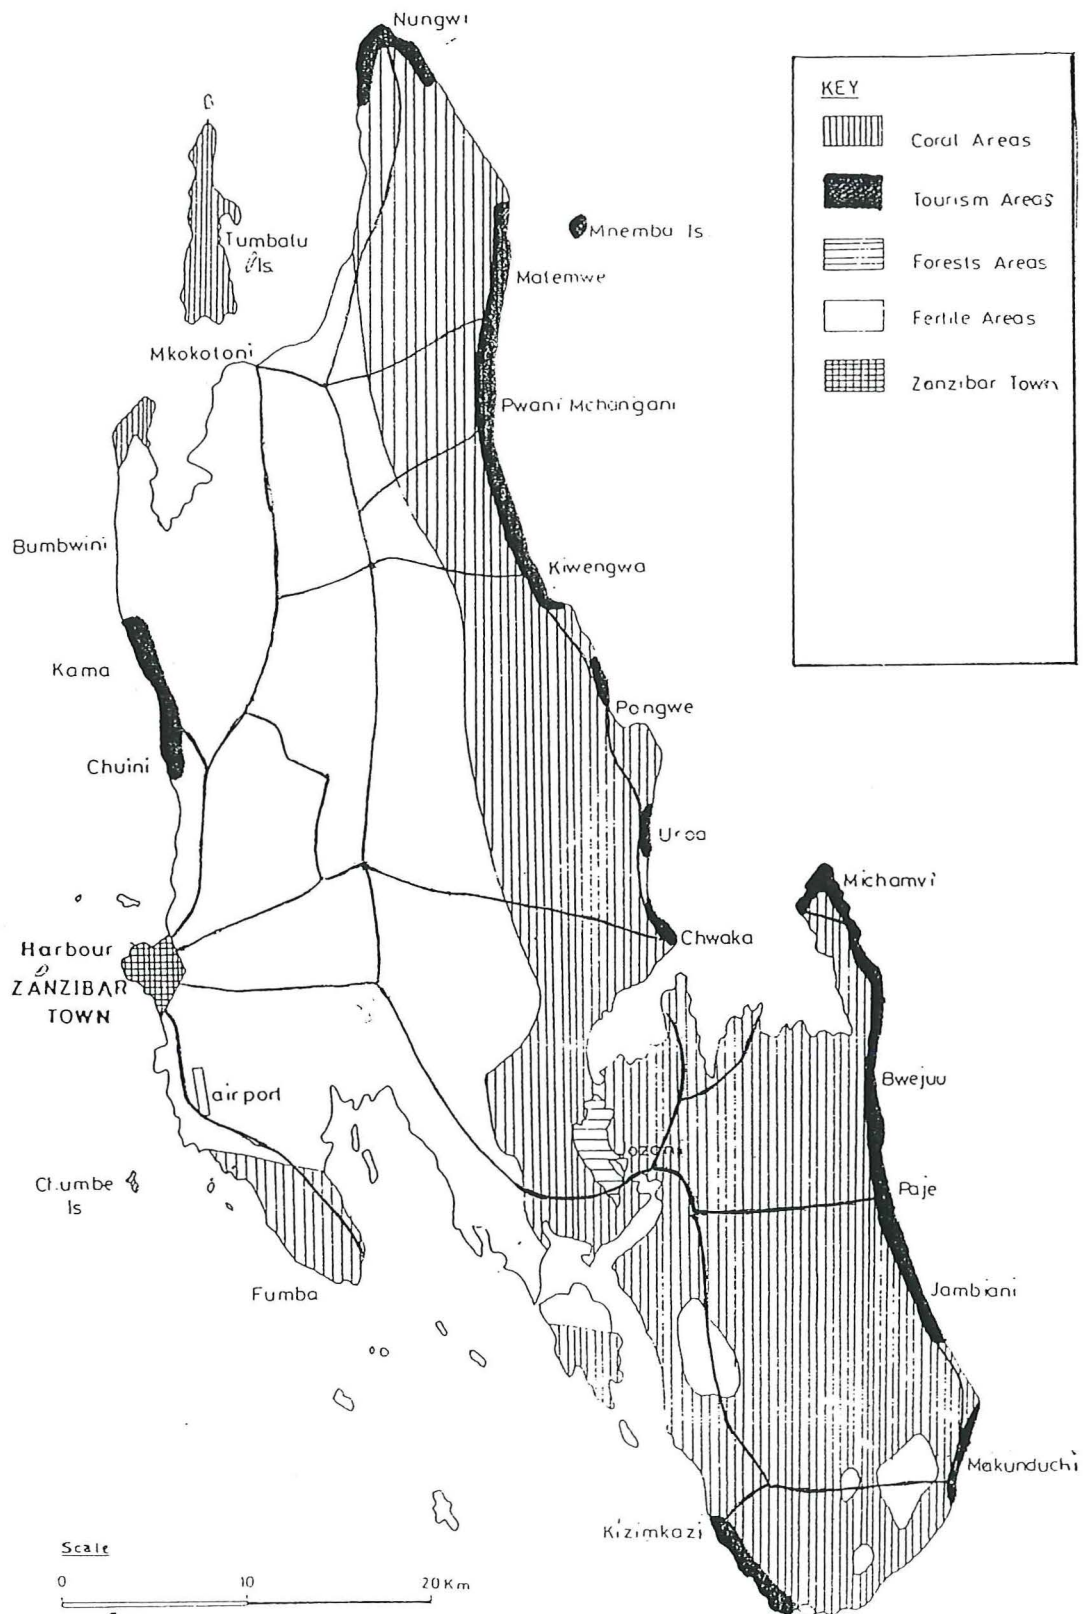 Nungwi
KEY
Coral Areas
Tourism Areas
Forests Areas
Fertile Areas
Zanzibar Town
Tumbatu
Is.
Mnemba Is.
Matemwe
Mkokotoni
Pwani Mchangani
Bumbwini
Kiwengwa
Kama
Pongwe
Chuini
Uroa
Michamvi
Chwaka
Harbour
ZANZIBAR
TOWN
airport
Bwejuu
Jozani
Chumbe
Is
Paje
Fumba
Jambiani
Makunduchi
Kizimkazi
Scale
0 10 20 Km